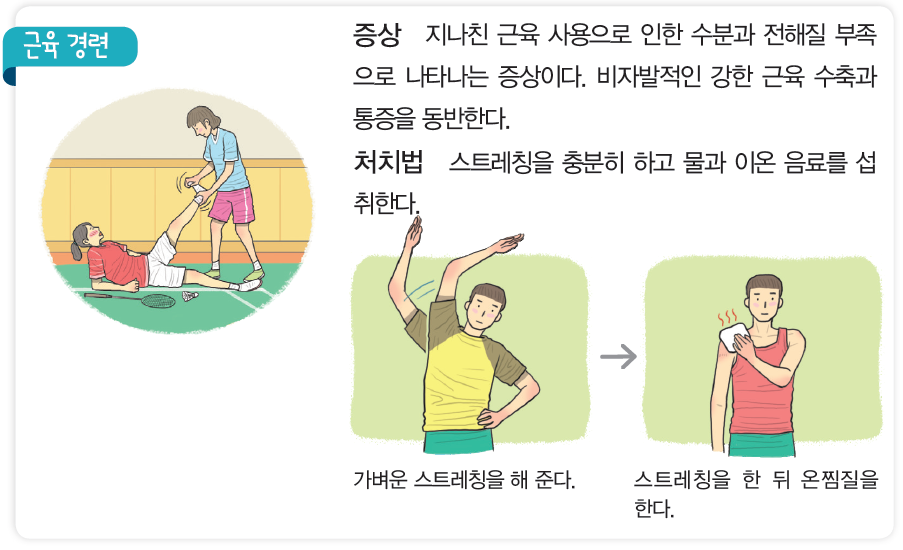 근육 경련
증상 지나친 근육 사용으로 인한 수분과 전해질 부족
으로 나타나는 증상이다. 비자발적인 강한 근육 수축과
통증을 동반한다.
처치법 스트레칭을 충분히 하고 물과 이온 음료를 섭
취한다.
가벼운 스트레칭을 해 준다.
스트레칭을 한 뒤 온찜질을
한다.